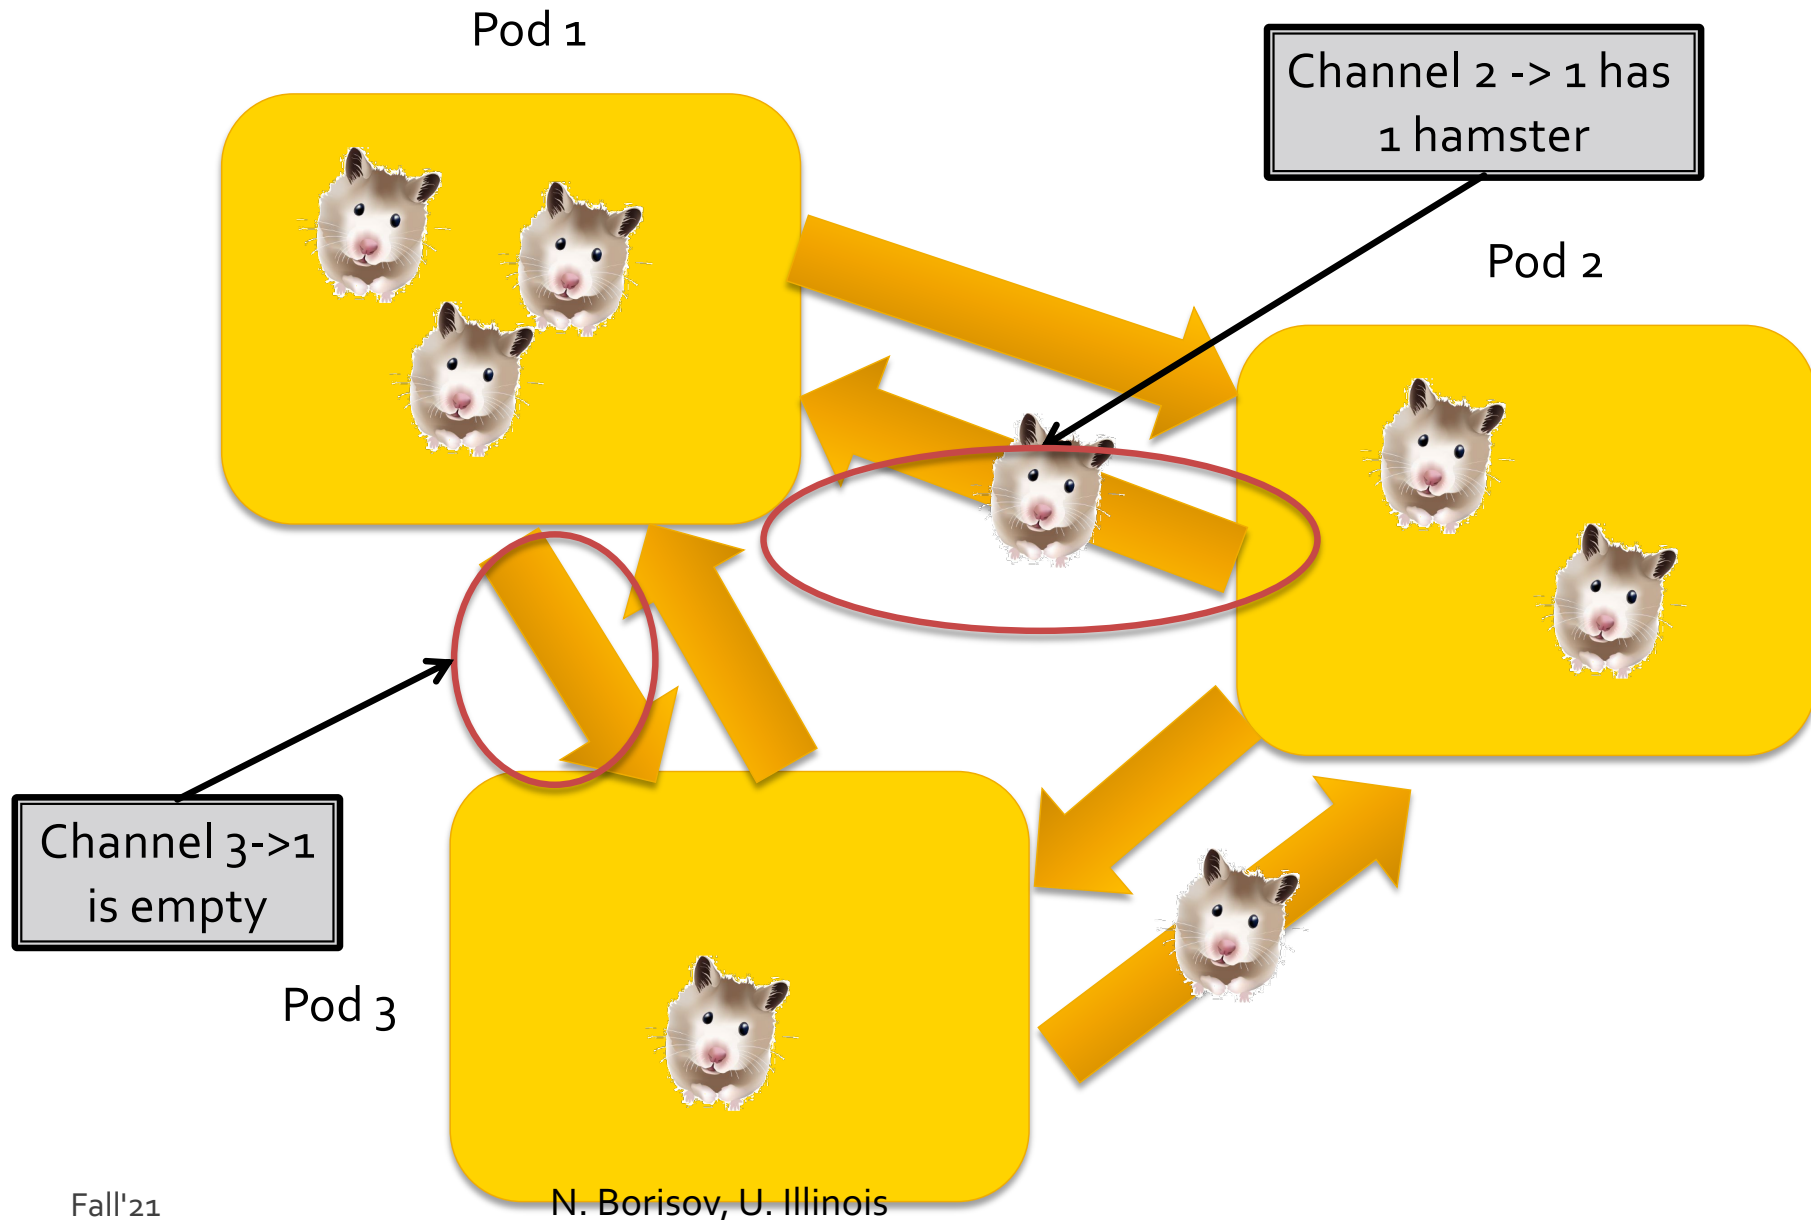 Pod 1
Channel 2 -> 1 has
1 hamster
Pod 2
Channel 3->1
is empty
Pod 3
Fall'21
N. Borisov, U. Illinois